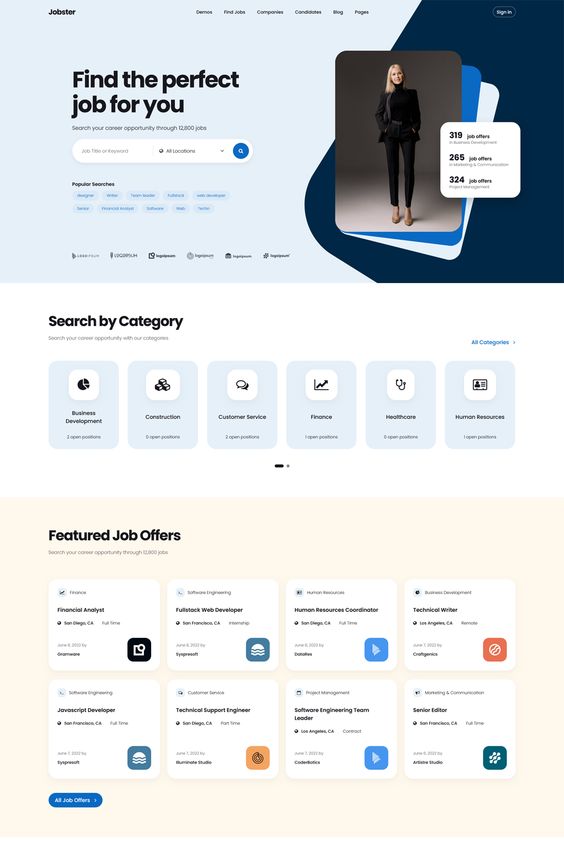 Jobster
Demos Find Jobs Companies Candidates Blog Pages
Sign in
Find the perfect
job for you
Search your career opportunity through 12,800 jobs
Job Title or Keyword All Locations
Popular Searches
designer Writer Team leader Fullstack web developer
Senior Financial Analyst Software Web Techn
319 job offers
in Business Development
265 job offers
in Marketing & Communication
324 job offers
Project Management
LOGOIPSUM LOGOIPSUM logoipsum logoipsum logoipsum logoipsum
Search by Category
Search your career opportunity with our categories
All Categories
Business
Development
2 open positions
Construction
0 open positions
Customer Service
2 open positions
Finance
1 open positions
Healthcare
0 open positions
Human Resources
1 open positions
Featured Job Offers
Search your career opportunity through 12,800 jobs
Finance
Financial Analyst
San Diego, CA Full Time
June 8, 2022 by
Gramware
Software Engineering
Fullstack Web Developer
San Francisco, CA Internship
June 8, 2022 by
Syspresoft
Human Resources
Human Resources Coordinator
San Diego, CA Full Time
June 8, 2022 by
DataRes
Business Development
Technical Writer
Los Angeles, CA Remote
June 7, 2022 by
Craftgenics
Software Engineering
Javascript Developer
San Francisco, CA Full Time
June 7, 2022 by
Syspresoft
Customer Service
Technical Support Engineer
San Diego, CA Part Time
June 7, 2022 by
Illuminate Studio
Project Management
Software Engineering Team
Leader
Los Angeles, CA Contract
June 7, 2022 by
CoderBotics
Marketing & Communication
Senior Editor
San Francisco, CA Full Time
June 6, 2022 by
Artistre Studio
All Job Offers